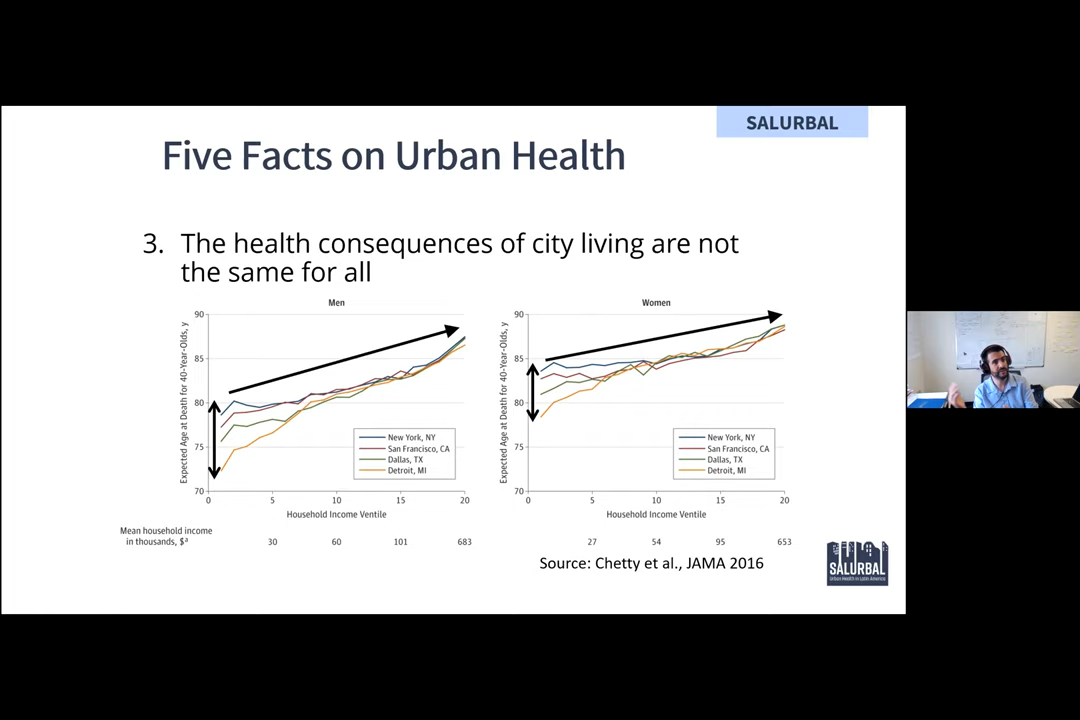 SALURBAL
Five Facts on Urban Health
3. The health consequences of city living are not
the same for all
Men
Expected Age at Death for 40-Year-Olds, y
90
85
80
75
70
New York, NY
San Francisco, CA
Dallas, TX
Detroit, MI
0 5 10 15 20
Household Income Ventile
Women
Expected Age at Death for 40-Year-Olds, y
90
85
80
75
70
New York, NY
San Francisco, CA
Dallas, TX
Detroit, MI
0 5 10 15 20
Household Income Ventile
Mean household income
in thousands, $ª
30 60 101 683
27 54 95 653
Source: Chetty et al., JAMA 2016
SALURBAL
Urban Health in Latin America